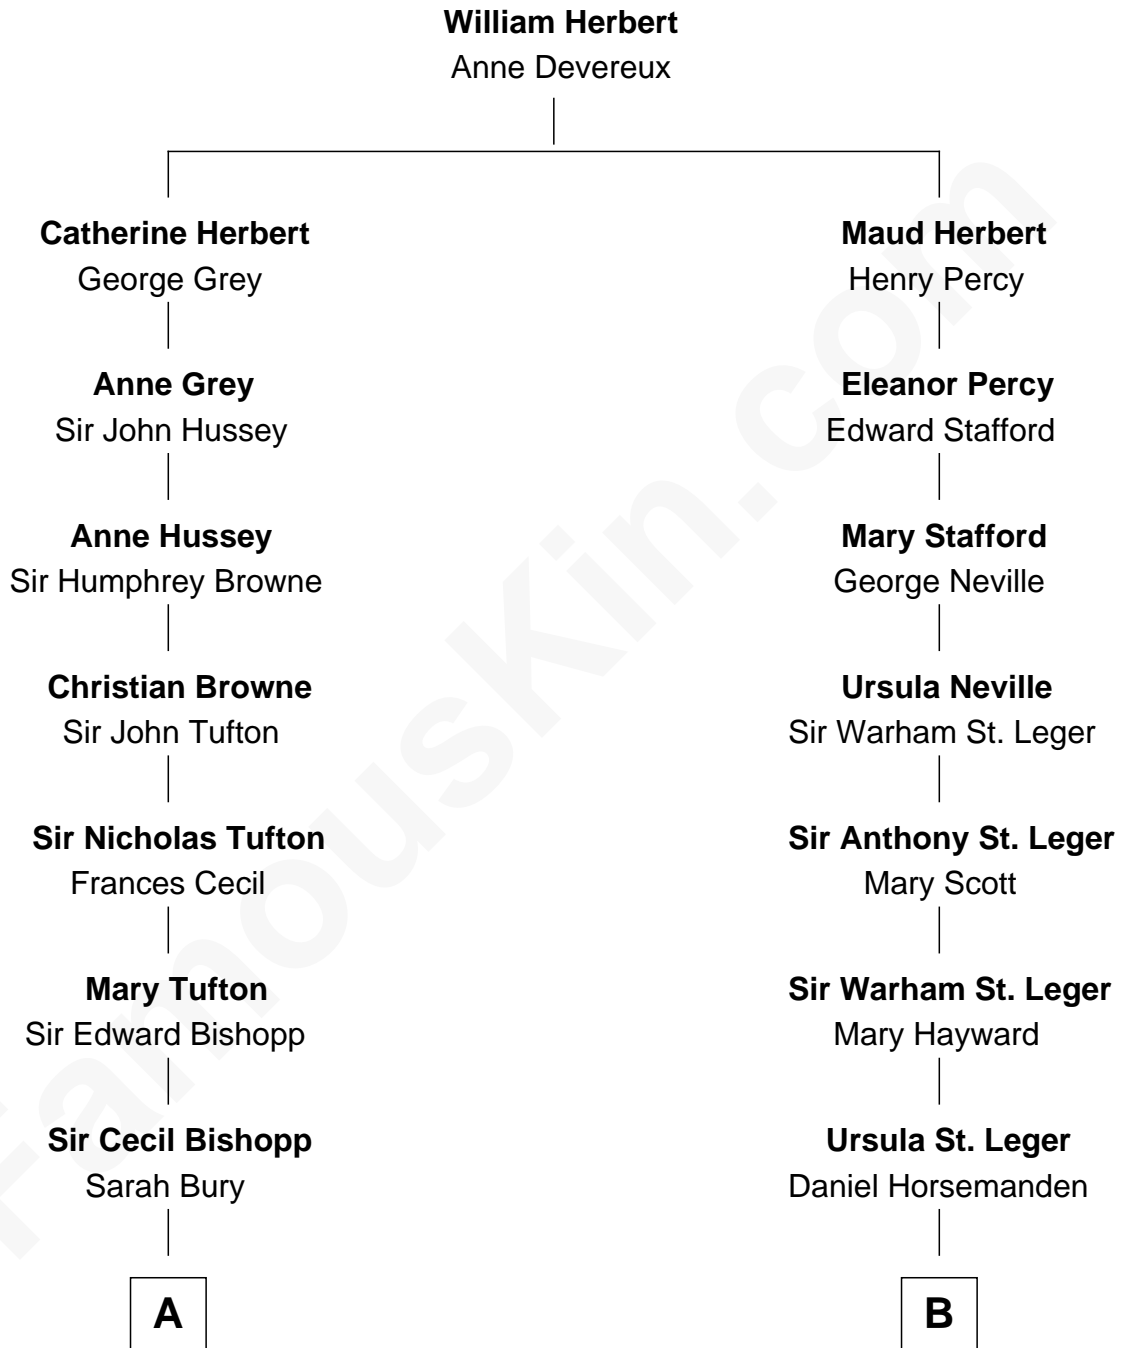 William Herbert
Anne Devereux
Catherine Herbert
George Grey
Maud Herbert
Henry Percy
Anne Grey
Sir John Hussey
Eleanor Percy
Edward Stafford
Anne Hussey
Sir Humphrey Browne
Mary Stafford
George Neville
Christian Browne
Sir John Tufton
Ursula Neville
Sir Warham St. Leger
Sir Nicholas Tufton
Frances Cecil
Sir Anthony St. Leger
Mary Scott
Mary Tufton
Sir Edward Bishopp
Sir Warham St. Leger
Mary Hayward
Sir Cecil Bishopp
Sarah Bury
Ursula St. Leger
Daniel Horsemanden
A
B
FamousKin.com